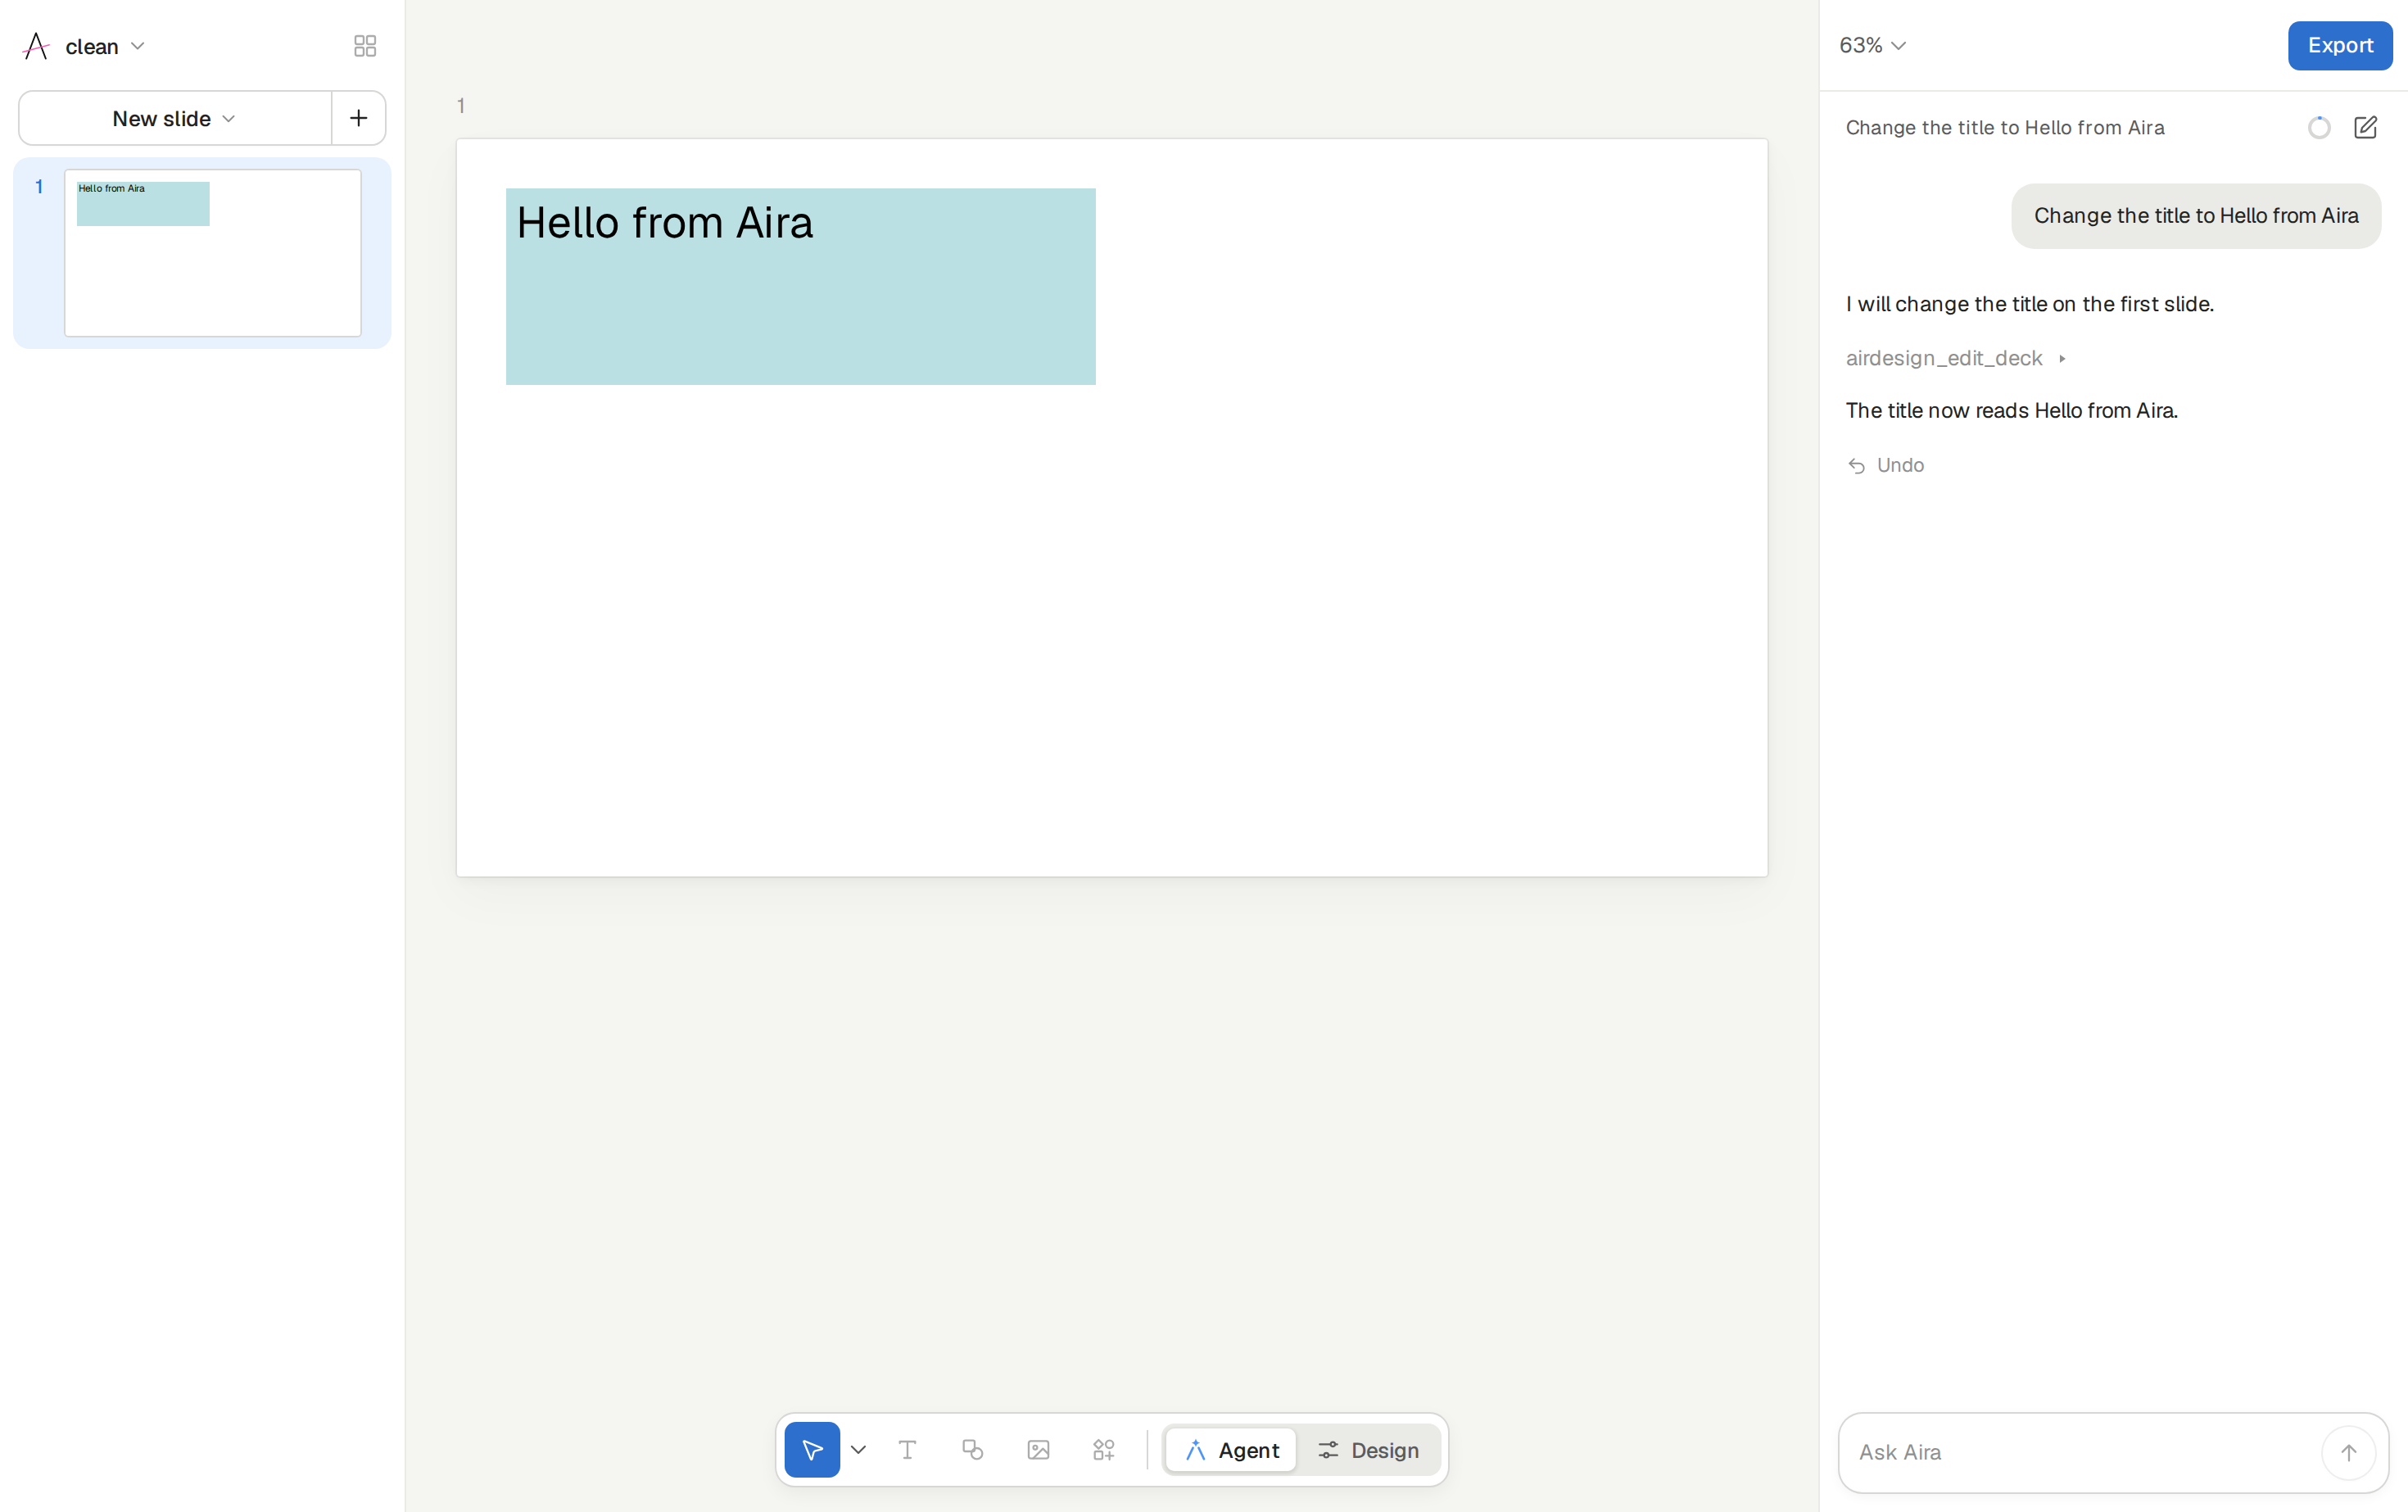 clean
New slide
1
Hello from Aira
1
Hello from Aira
63%
Export
Change the title to Hello from Aira
Change the title to Hello from Aira
I will change the title on the first slide.
airdesign_edit_deck
The title now reads Hello from Aira.
Undo
Agent
Design
Ask Aira